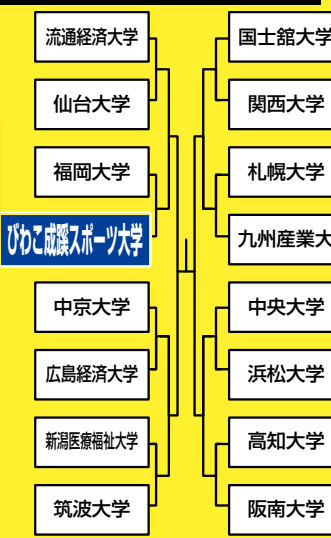 流通経済大学
仙台大学
福岡大学
びわこ成蹊スポーツ大学
中京大学
広島経済大学
新潟医療福祉大学
筑波大学
国士舘大学
関西大学
札幌大学
九州産業大
中央大学
浜松大学
高知大学
阪南大学